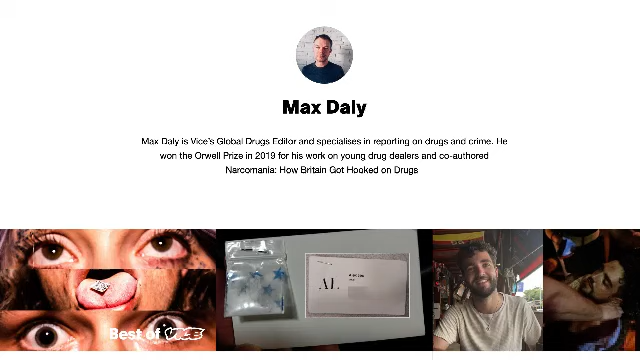 Max Daly
Max Daly is Vice's Global Drugs Editor and specialises in reporting on drugs and crime. He
won the Orwell Prize in 2019 for his work on young drug dealers and co-authored
Narcomania: How Britain Got Hooked on Drugs
AL
Best of VICE